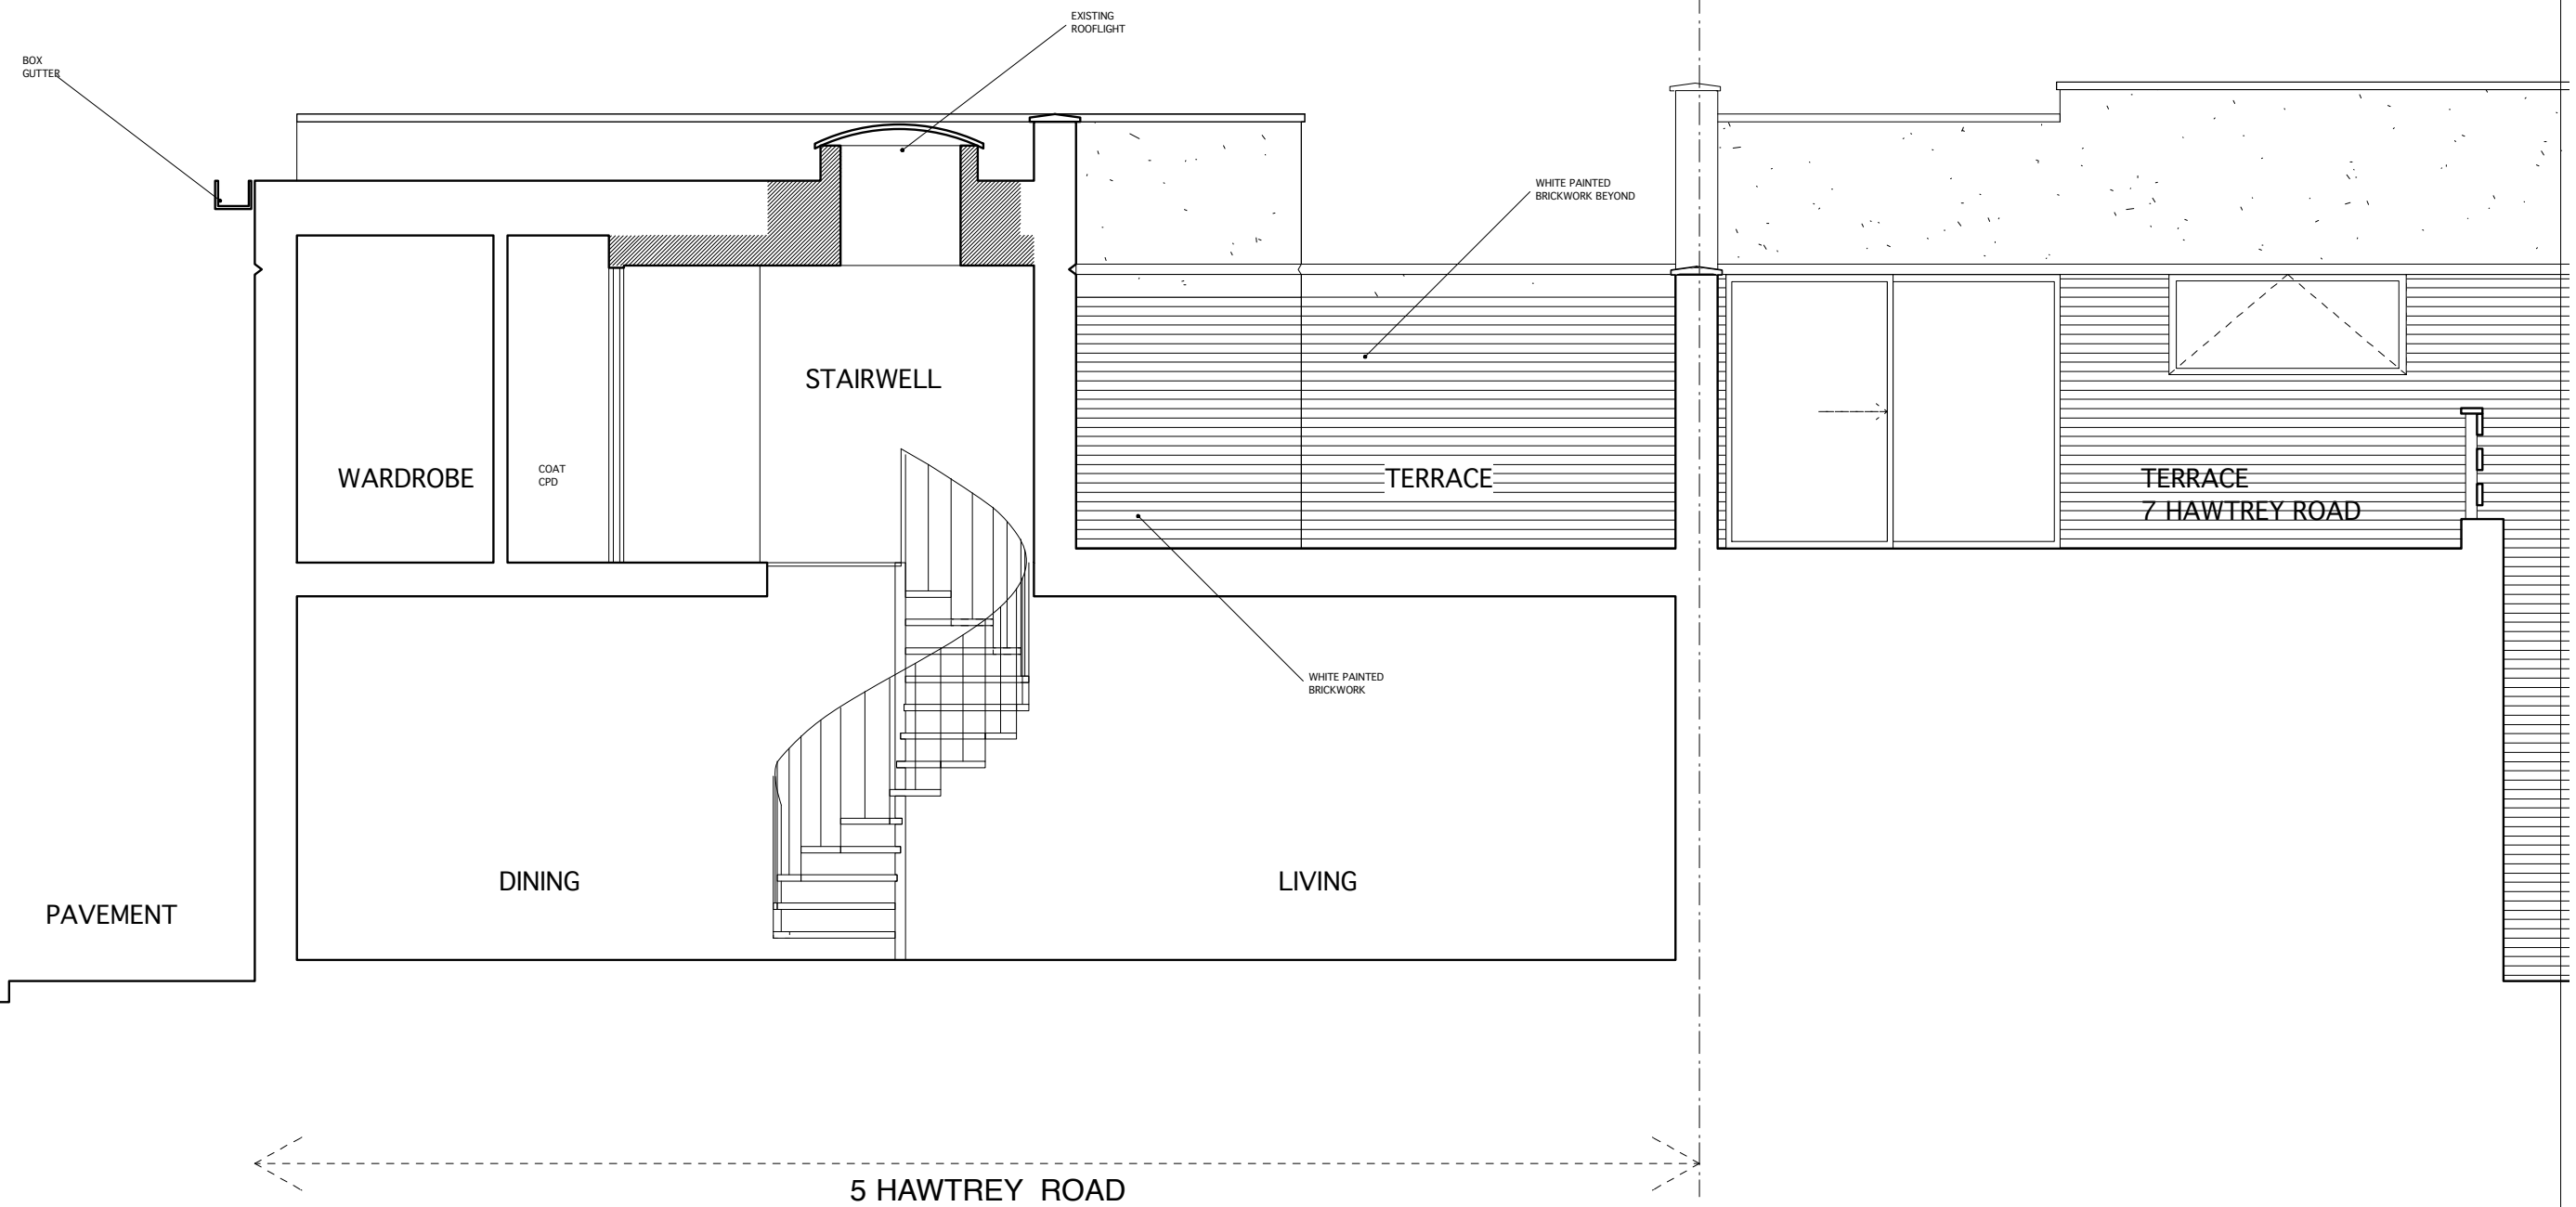 EXISTING
ROOFLIGHT
BOX
GUTTER
WHITE PAINTED
BRICKWORK BEYOND
STAIRWELL
WARDROBE
COAT
CPD
TERRACE
TERRACE
7 HAWTREY ROAD
WHITE PAINTED
BRICKWORK
DINING
LIVING
PAVEMENT
5 HAWTREY ROAD